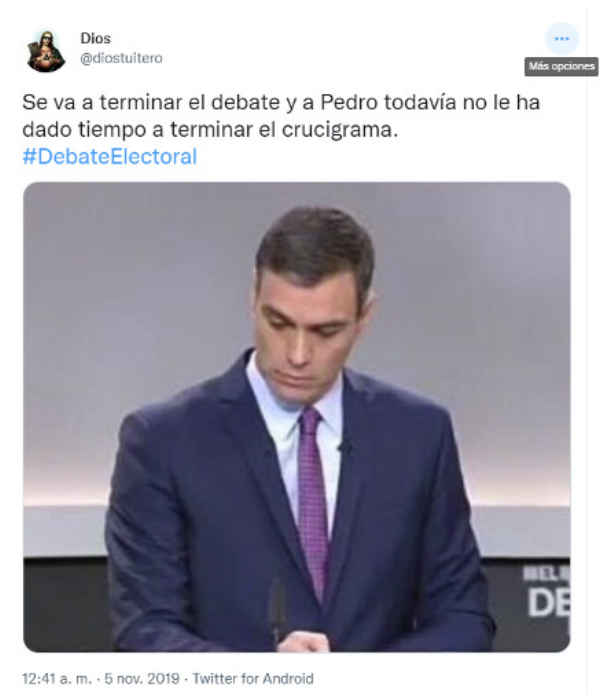 Dios
@diostuitero
Más opciones
Se va a terminar el debate y a Pedro todavía no le ha
dado tiempo a terminar el crucigrama.
#DebateElectoral
DE
12:41 a. m. · 5 nov. 2019 · Twitter for Android